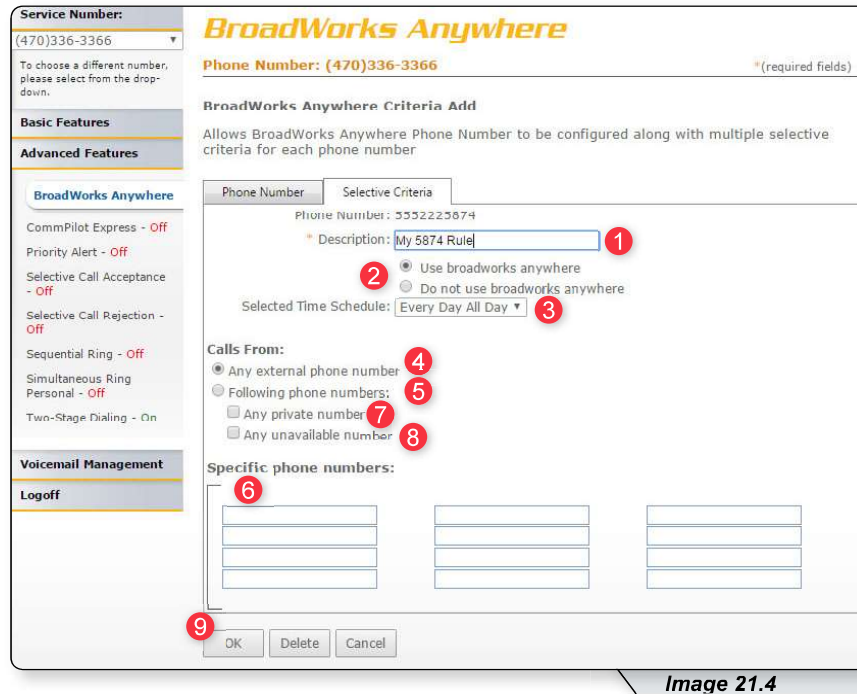 Service Number:
(470)336-3366
To choose a different number,
please select from the drop-
down.
Basic Features
Advanced Features
BroadWorks Anywhere
CommPilot Express - Off
Priority Alert - Off
Selective Call Acceptance
- Off
Selective Call Rejection -
Off
Sequential Ring - Off
Simultaneous Ring
Personal - Off
Two-Stage Dialing - On
Voicemail Management
Logoff
BroadWorks Anywhere
Phone Number: (470)336-3366
*(required fields)
BroadWorks Anywhere Criteria Add
Allows BroadWorks Anywhere Phone Number to be configured along with multiple selective
criteria for each phone number
Phone Number Selective Criteria
Phone Number: 5552225874
* Description: My 5874 Rule 1
2 Use broadworks anywhere
Do not use broadworks anywhere
Selected Time Schedule: Every Day All Day 3
Calls From:
Any external phone number 4
Following phone numbers: 5
Any private number 7
Any unavailable number 8
Specific phone numbers:
6
9
OK Delete Cancel
Image 21.4